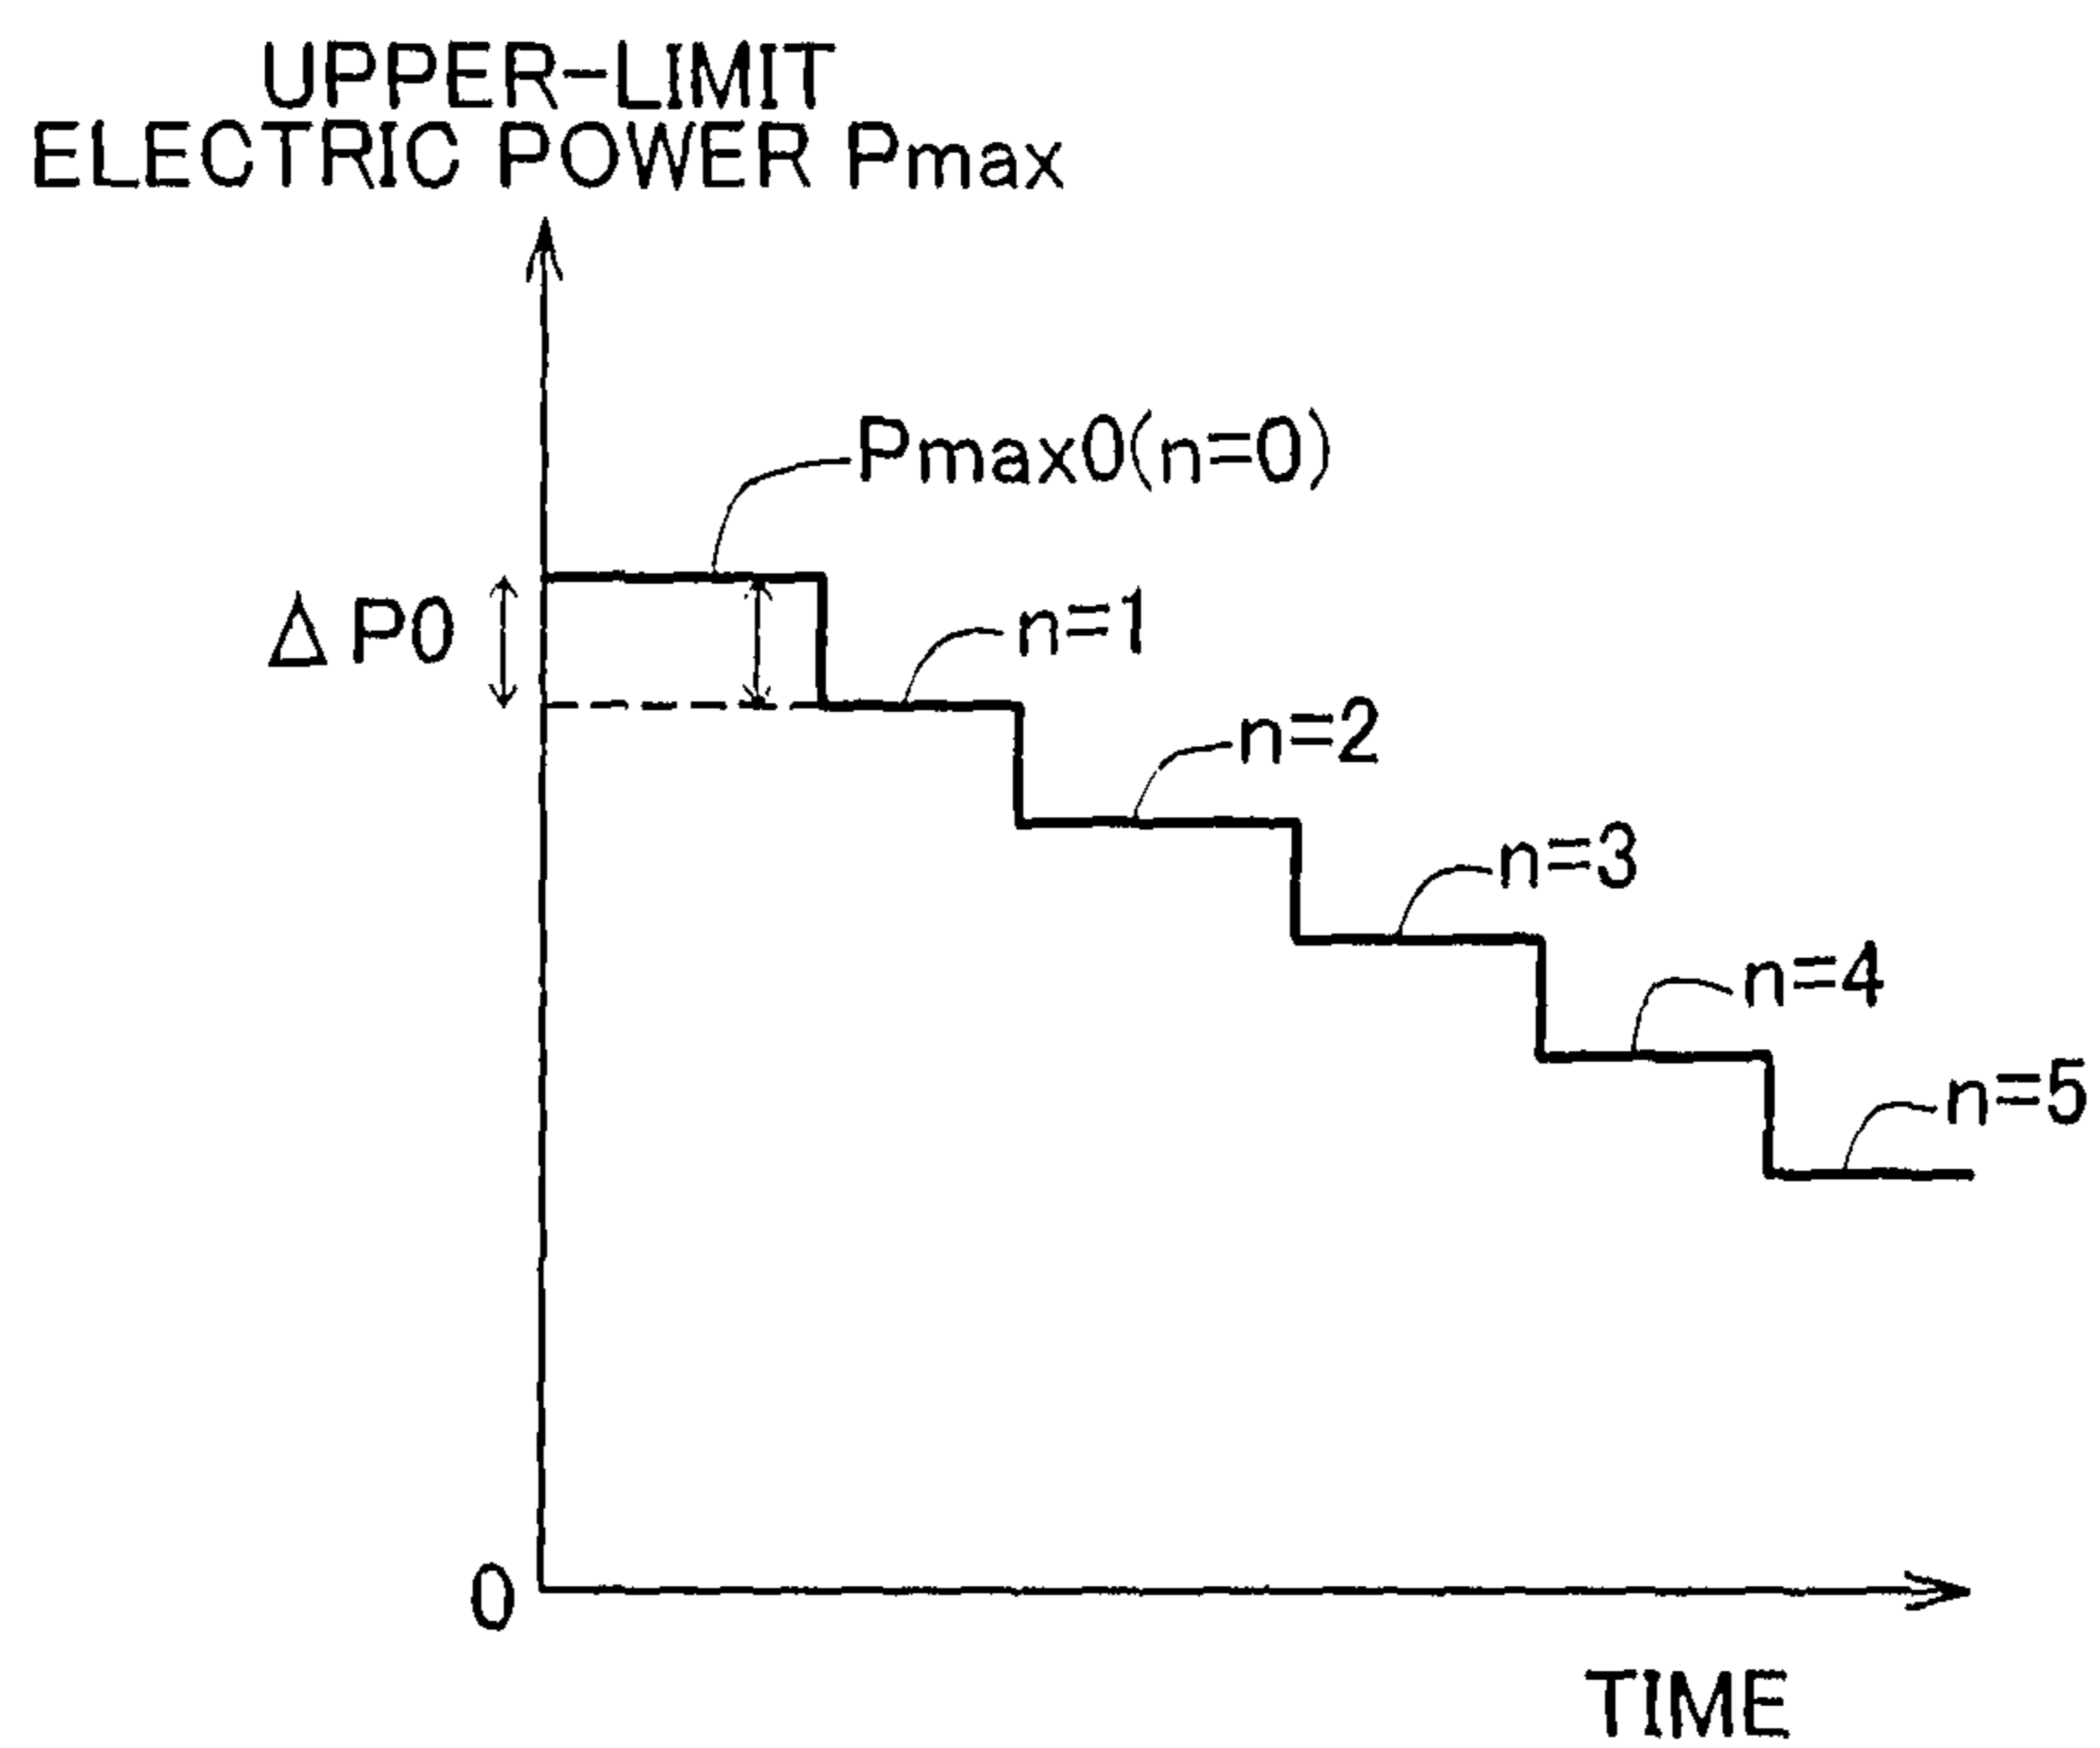 UPPER-LIMIT
ELECTRIC POWER Pmax
Pmax0(n=0)
ΔP0
n=1
n=2
n=3
n=4
n=5
0
TIME